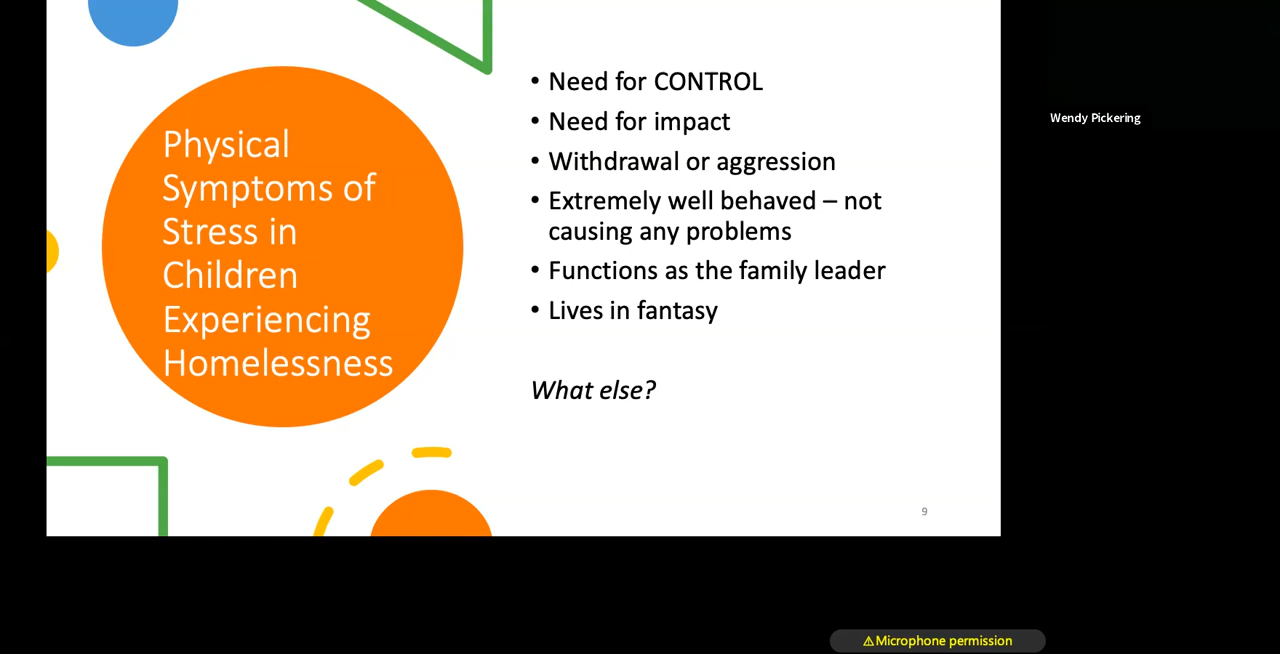 Physical
Symptoms of
Stress in
Children
Experiencing
Homelessness
• Need for CONTROL
• Need for impact
• Withdrawal or aggression
• Extremely well behaved – not
causing any problems
• Functions as the family leader
• Lives in fantasy
What else?
9
Wendy Pickering
⚠Microphone permission